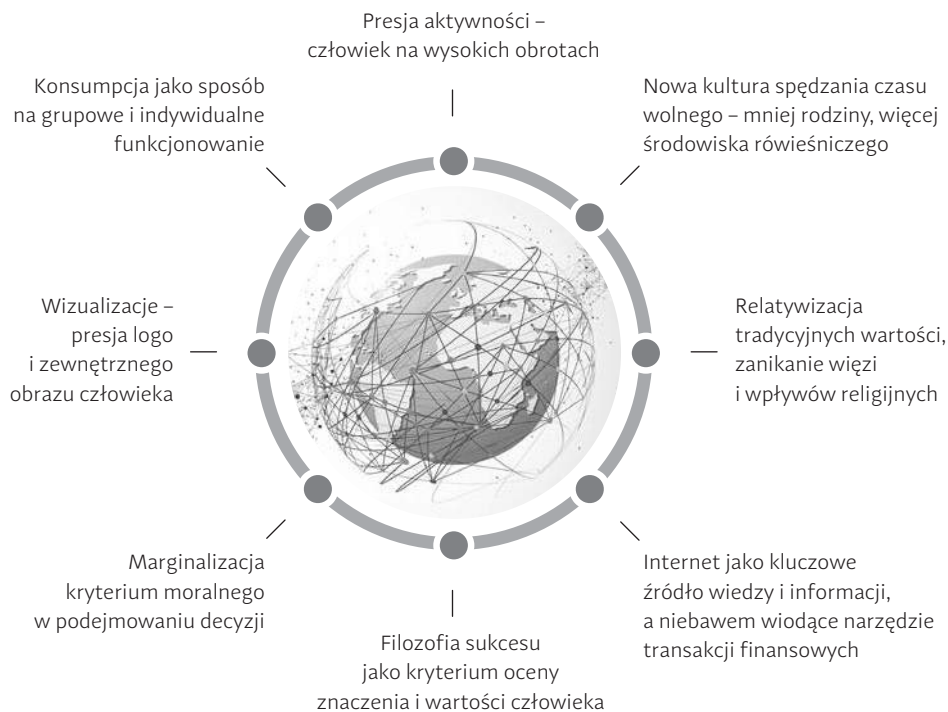 Presja aktywności –
człowiek na wysokich obrotach
Nowa kultura spędzania czasu
wolnego – mniej rodziny, więcej
środowiska rówieśniczego
Relatywizacja
tradycyjnych wartości,
zanikanie więzi
i wpływów religijnych
Internet jako kluczowe
źródło wiedzy i informacji,
a niebawem wiodące narzędzie
transakcji finansowych
Filozofia sukcesu
jako kryterium oceny
znaczenia i wartości człowieka
Marginalizacja
kryterium moralnego
w podejmowaniu decyzji
Wizualizacje –
presja logo
i zewnętrznego
obrazu człowieka
Konsumpcja jako sposób
na grupowe i indywidualne
funkcjonowanie